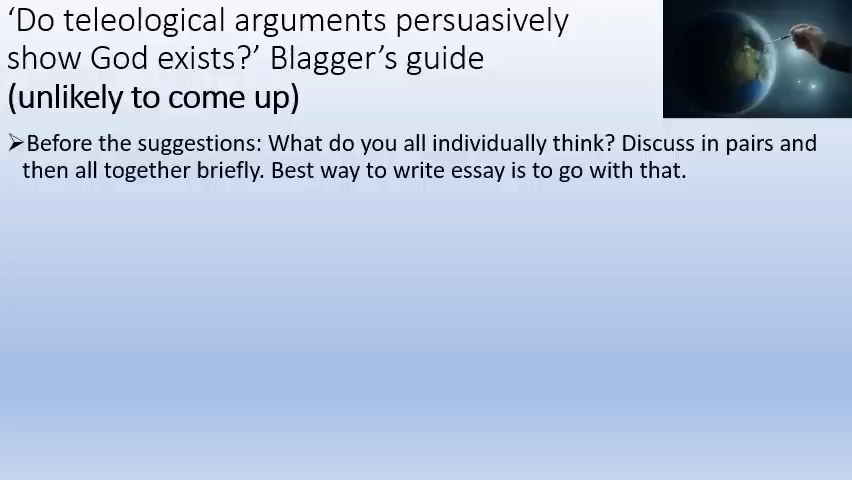 ‘Do teleological arguments persuasively
show God exists?’ Blagger’s guide
(unlikely to come up)
➢Before the suggestions: What do you all individually think? Discuss in pairs and
then all together briefly. Best way to write essay is to go with that.